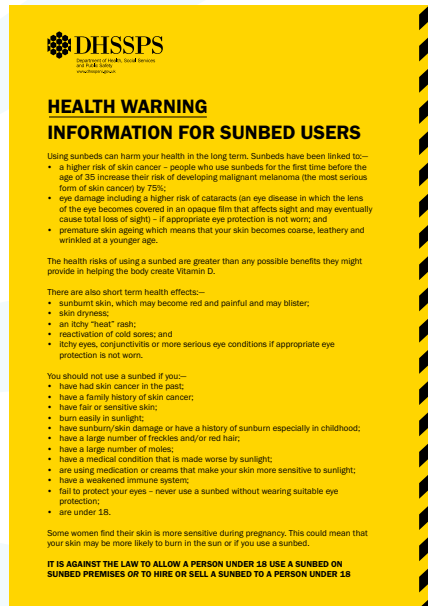 DHSSPS
Department of Health, Social Services
and Public Safety
www.dhsspsni.gov.uk
HEALTH WARNING
INFORMATION FOR SUNBED USERS
Using sunbeds can harm your health in the long term. Sunbeds have been linked to:—
• a higher risk of skin cancer – people who use sunbeds for the first time before the
age of 35 increase their risk of developing malignant melanoma (the most serious
form of skin cancer) by 75%;
• eye damage including a higher risk of cataracts (an eye disease in which the lens
of the eye becomes covered in an opaque film that affects sight and may eventually
cause total loss of sight) – if appropriate eye protection is not worn; and
• premature skin ageing which means that your skin becomes coarse, leathery and
wrinkled at a younger age.
The health risks of using a sunbed are greater than any possible benefits they might
provide in helping the body create Vitamin D.
There are also short term health effects:—
• sunburnt skin, which may become red and painful and may blister;
• skin dryness;
• an itchy “heat” rash;
• reactivation of cold sores; and
• itchy eyes, conjunctivitis or more serious eye conditions if appropriate eye
protection is not worn.
You should not use a sunbed if you:—
• have had skin cancer in the past;
• have a family history of skin cancer;
• have fair or sensitive skin;
• burn easily in sunlight;
• have sunburn/skin damage or have a history of sunburn especially in childhood;
• have a large number of freckles and/or red hair;
• have a large number of moles;
• have a medical condition that is made worse by sunlight;
• are using medication or creams that make your skin more sensitive to sunlight;
• have a weakened immune system;
• fail to protect your eyes – never use a sunbed without wearing suitable eye
protection;
• are under 18.
Some women find their skin is more sensitive during pregnancy. This could mean that
your skin may be more likely to burn in the sun or if you use a sunbed.
IT IS AGAINST THE LAW TO ALLOW A PERSON UNDER 18 USE A SUNBED ON
SUNBED PREMISES OR TO HIRE OR SELL A SUNBED TO A PERSON UNDER 18